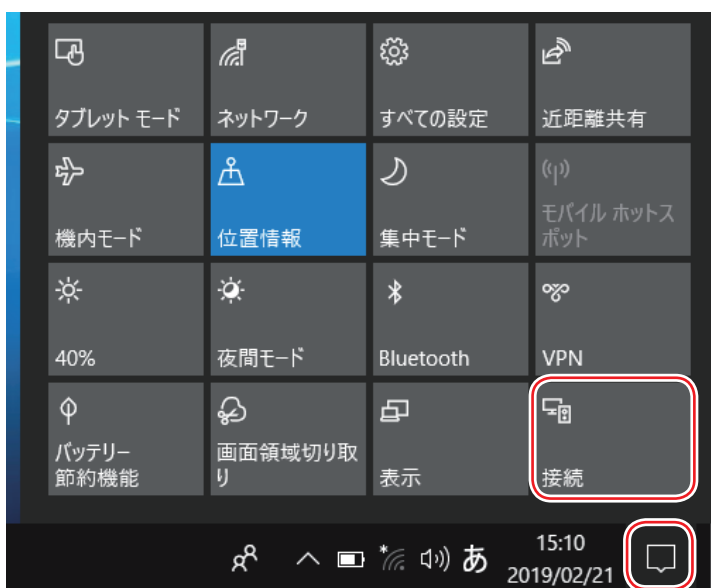 タブレット モード
ネットワーク
すべての設定
近距離共有
機内モード
位置情報
集中モード
モバイル ホットス
ポット
40%
夜間モード
Bluetooth
VPN
バッテリー
節約機能
画面領域切り取
り
表示
接続
あ
15:10
2019/02/21